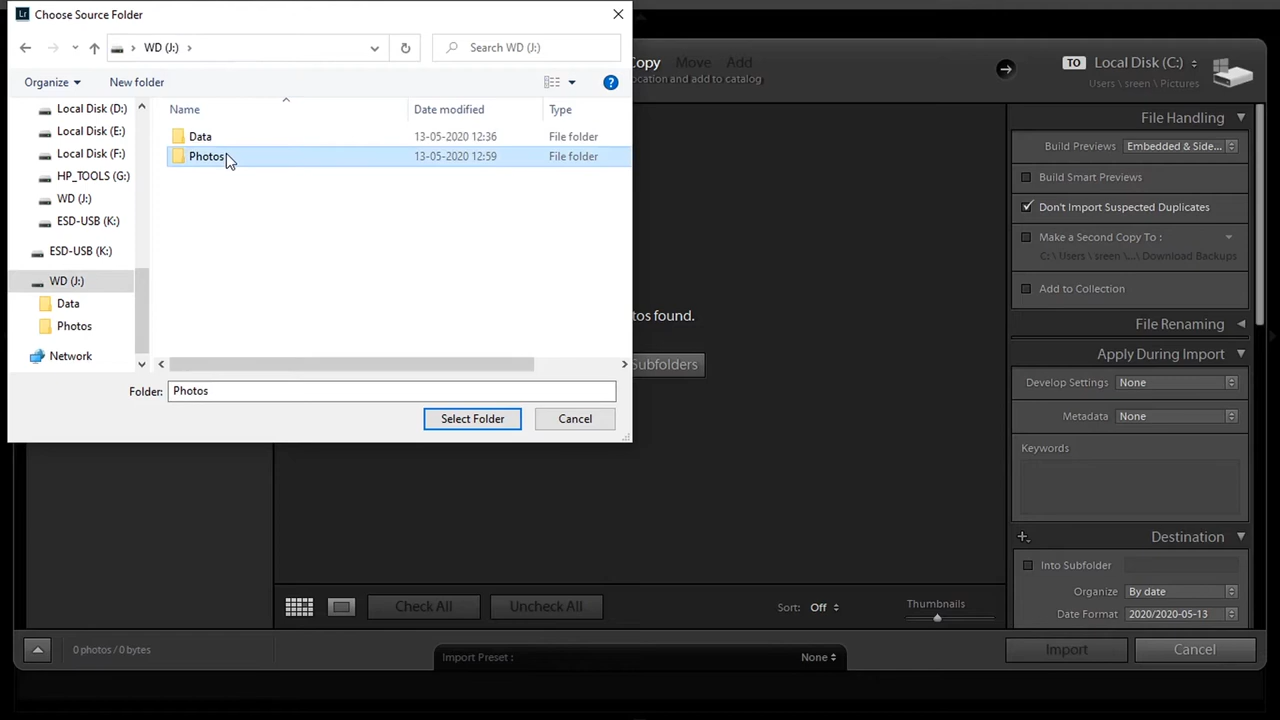 Lr Choose Source Folder
WD (J:)
Search WD (J:)
Organize
New folder
Name
Date modified
Type
Local Disk (D:)
Local Disk (E:)
Local Disk (F:)
HP_TOOLS (G:)
WD (J:)
ESD-USB (K:)
ESD-USB (K:)
WD (J:)
Data
Photos
Network
Data 13-05-2020 12:36 File folder
Photos 13-05-2020 12:59 File folder
Folder: Photos
Select Folder
Cancel
Copy Move Add
ocation and add to catalog
TO Local Disk (C:)
Users \ sreen \ Pictures
File Handling
Build Previews Embedded & Side...
Build Smart Previews
Don't Import Suspected Duplicates
Make a Second Copy To :
C: \ Users \ sreen \...\ Download Backups
Add to Collection
File Renaming
Apply During Import
Develop Settings None
Metadata None
Keywords
Destination
Into Subfolder
Organize By date
Date Format 2020/2020-05-13
tos found.
Subfolders
Check All
Uncheck All
Sort: Off
Thumbnails
0 photos / 0 bytes
Import Preset : None
Import
Cancel